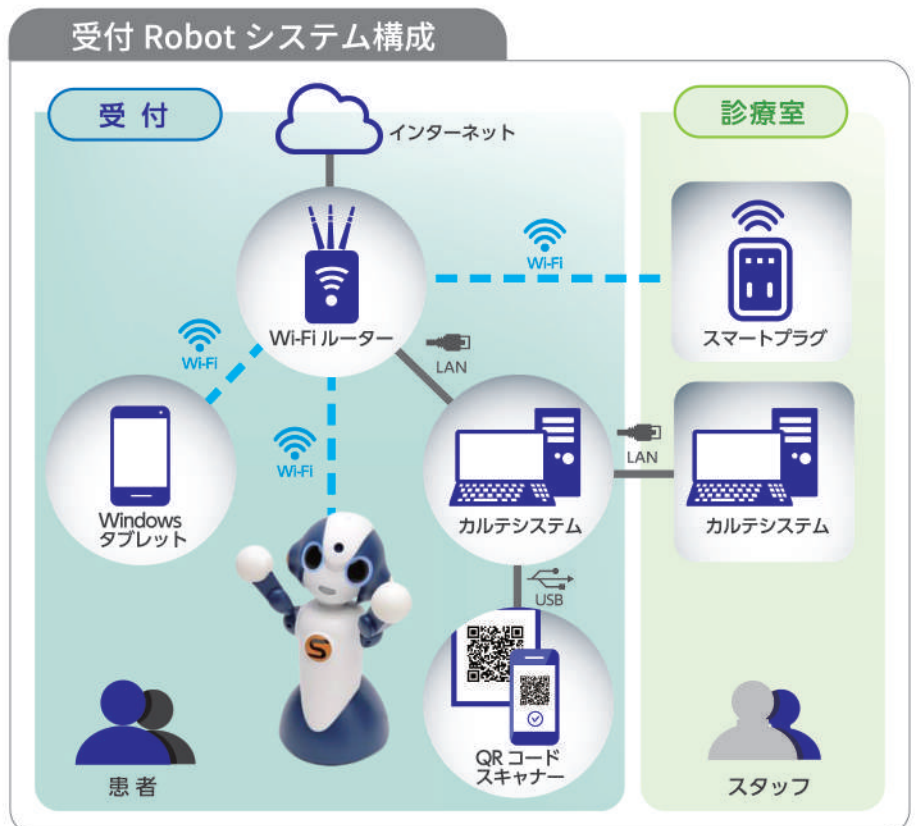 受付 Robot システム構成
受 付
診療室
インターネット
Wi-Fi
Wi-Fi ルーター
スマートプラグ
Wi-Fi
LAN
Wi-Fi
LAN
Windows
タブレット
カルテシステム
カルテシステム
USB
S
QR コード
スキャナー
患 者
スタッフ